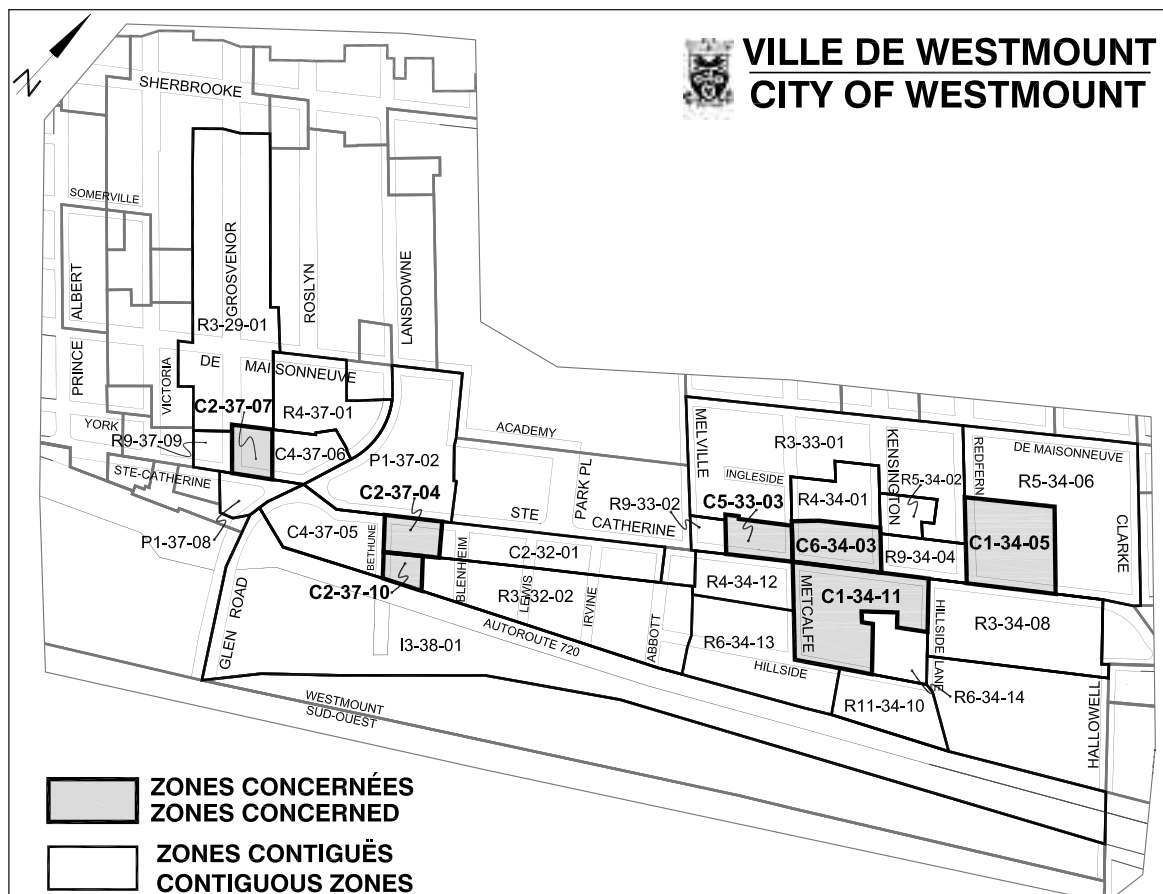 N
VILLE DE WESTMOUNT
CITY OF WESTMOUNT
SHERBROOKE
SOMERVILLE
ALBERT
PRINCE
VICTORIA
GROSVENOR
ROSLYN
LANSDOWNE
R3-29-01
DE MAISONNEUVE
C2-37-07
R4-37-01
YORK
R9-37-09
C4-37-06
P1-37-02
STE-CATHERINE
C2-37-04
P1-37-08
C4-37-05
BETHUNE
BLENHEIM
C2-37-10
GLEN ROAD
I3-38-01
ACADEMY
PARK PL
STE CATHERINE
C2-32-01
R3-32-02
LEWIS
IRVINE
ABBOTT
AUTOROUTE 720
WESTMOUNT
SUD-OUEST
MELVILLE
R3-33-01
INGLESIDE
R9-33-02
C5-33-03
R4-34-01
KENSINGTON
R5-34-02
REDFERN
DE MAISONNEUVE
R5-34-06
CLARKE
C6-34-03
R9-34-04
C1-34-05
R4-34-12
METCALFE
C1-34-11
HILLSIDE LANE
R3-34-08
R6-34-13
HILLSIDE
R11-34-10
R6-34-14
HALLOWELL
ZONES CONCERNÉES
ZONES CONCERNED
ZONES CONTIGUËS
CONTIGUOUS ZONES